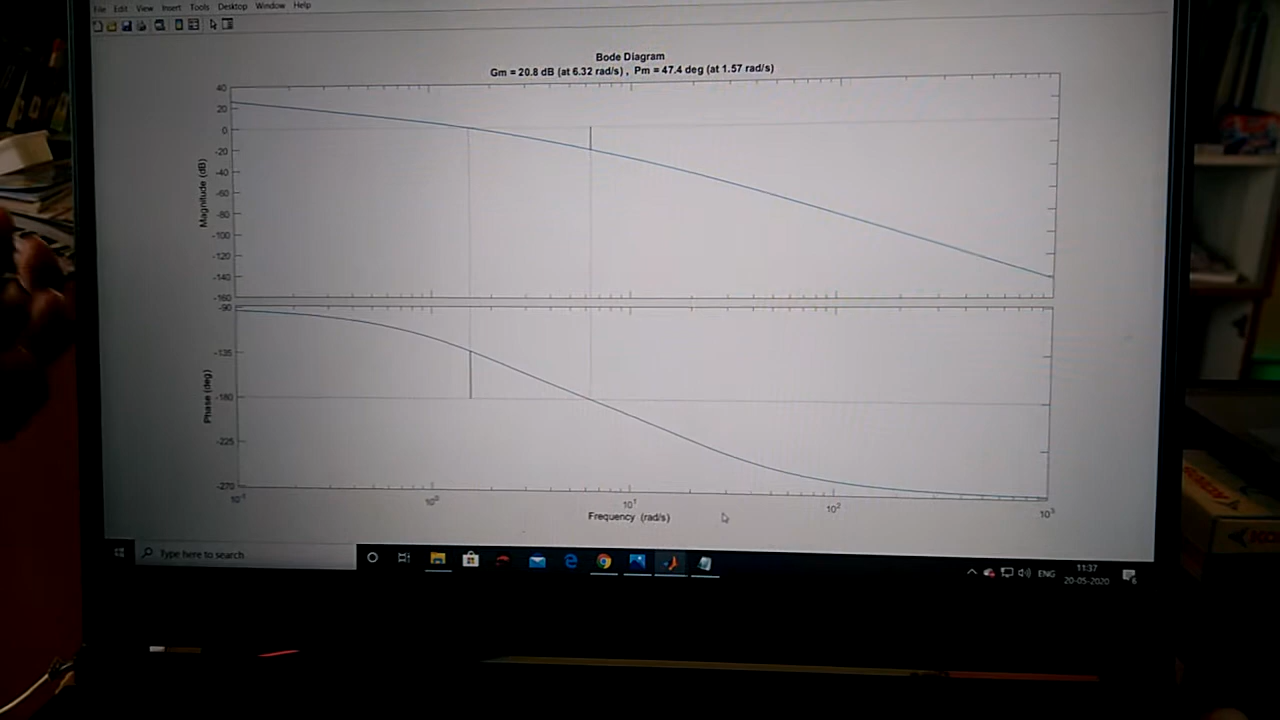 File Edit View Insert Tools Desktop Window Help
Bode Diagram
Gm = 20.8 dB (at 6.32 rad/s) , Pm = 47.4 deg (at 1.57 rad/s)
40
20
0
-20
-40
-60
-80
-100
-120
-140
-160
Magnitude (dB)
-90
-135
-180
-225
-270
Phase (deg)
10⁻¹ 10⁰ 10¹ 10² 10³
Frequency (rad/s)
Type here to search
ENG
11:37
20-05-2020